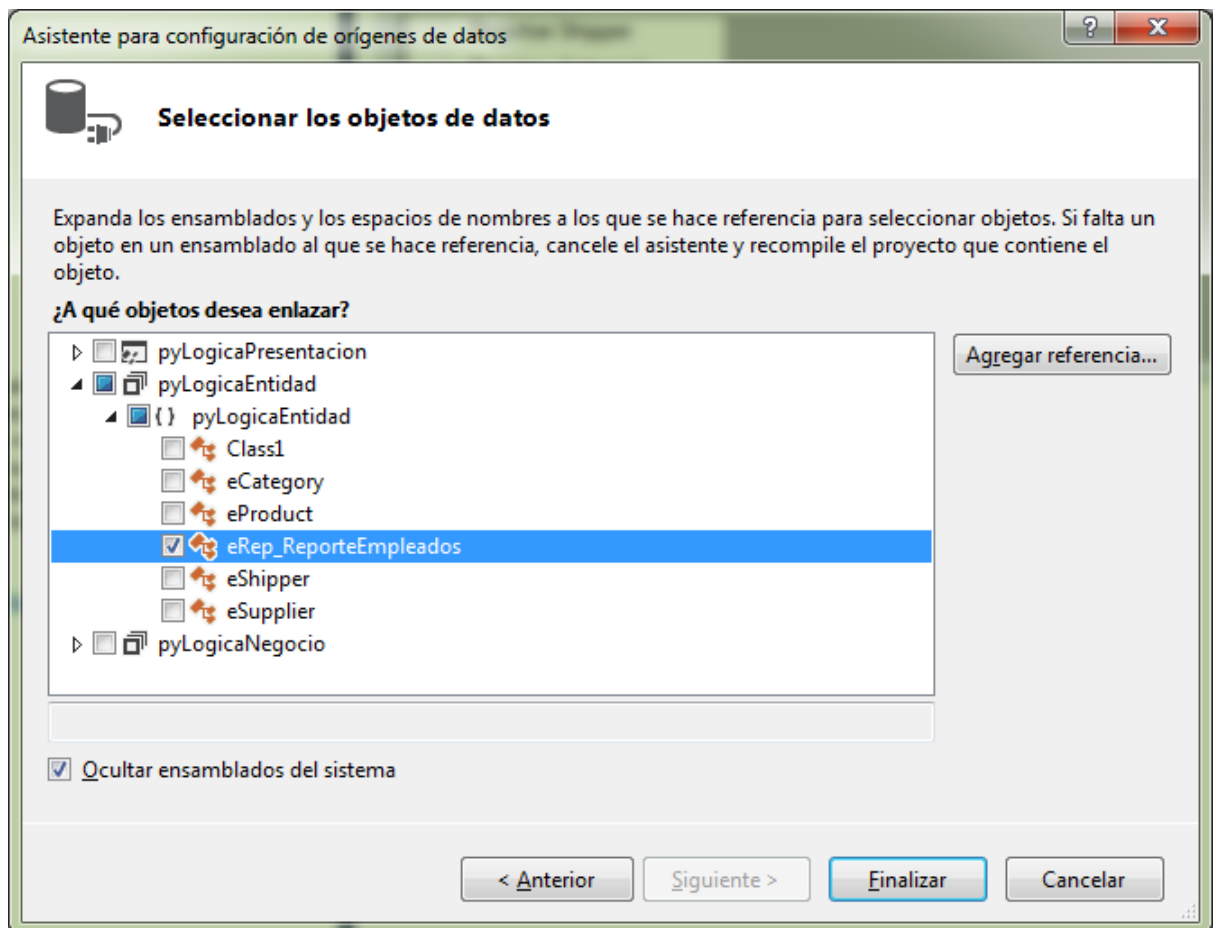 Asistente para configuración de orígenes de datos
Seleccionar los objetos de datos
Expanda los ensamblados y los espacios de nombres a los que se hace referencia para seleccionar objetos. Si falta un
objeto en un ensamblado al que se hace referencia, cancele el asistente y recompile el proyecto que contiene el
objeto.
¿A qué objetos desea enlazar?
pyLogicaPresentacion
Agregar referencia...
pyLogicaEntidad
{ } pyLogicaEntidad
Class1
eCategory
eProduct
eRep_ReporteEmpleados
eShipper
eSupplier
pyLogicaNegocio
Ocultar ensamblados del sistema
< Anterior
Siguiente >
Finalizar
Cancelar